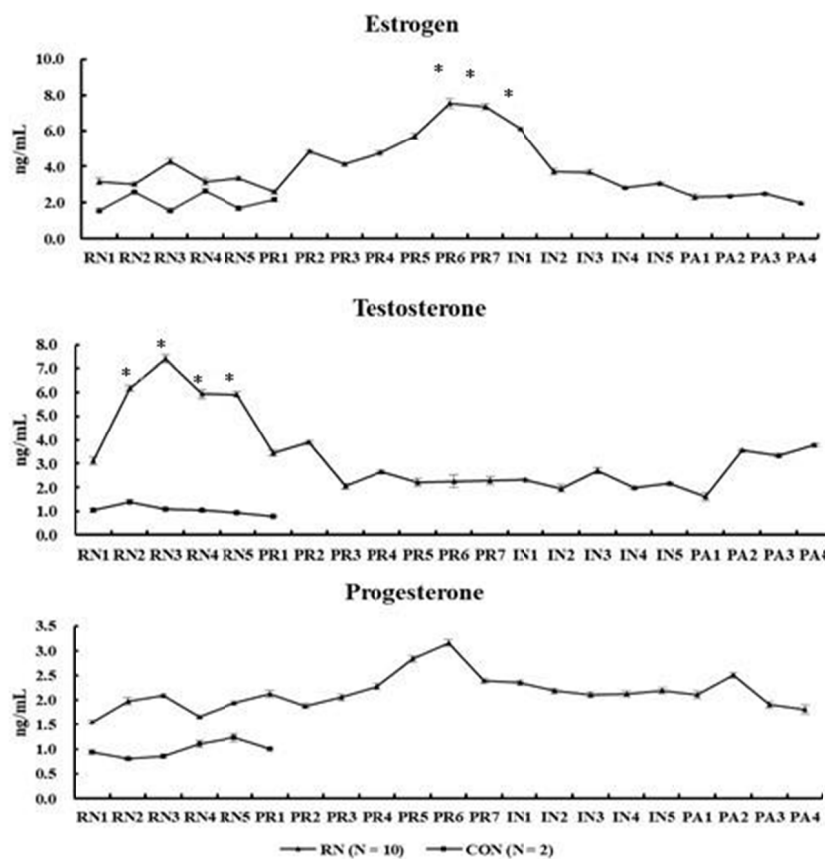 Estrogen
10.0
8.0
6.0
4.0
2.0
0.0
ng/mL
* * *
RN1 RN2 RN3 RN4 RN5 PR1 PR2 PR3 PR4 PR5 PR6 PR7 IN1 IN2 IN3 IN4 IN5 PA1 PA2 PA3 PA4
Testosterone
8.0
7.0
6.0
5.0
4.0
3.0
2.0
1.0
0.0
ng/mL
* * * *
RN1 RN2 RN3 RN4 RN5 PR1 PR2 PR3 PR4 PR5 PR6 PR7 IN1 IN2 IN3 IN4 IN5 PA1 PA2 PA3 PA4
Progesterone
3.5
3.0
2.5
2.0
1.5
1.0
0.5
0.0
ng/mL
RN1 RN2 RN3 RN4 RN5 PR1 PR2 PR3 PR4 PR5 PR6 PR7 IN1 IN2 IN3 IN4 IN5 PA1 PA2 PA3 PA4
RN (N = 10) CON (N = 2)